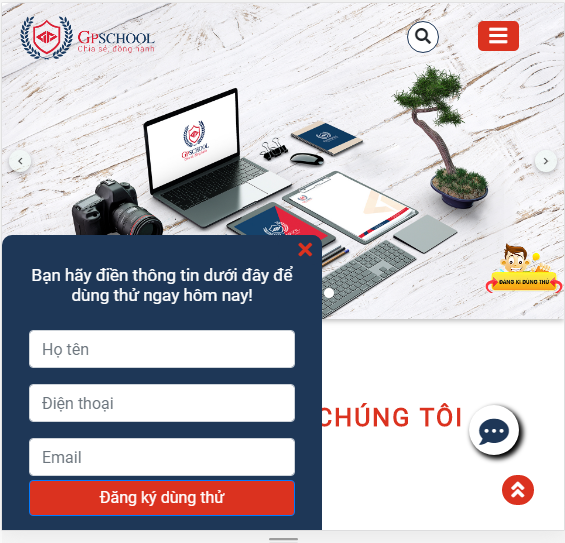 GPSCHOOL
Chia sẻ, đồng hành
GPSCHOOL
ĐĂNG KÍ DÙNG THỬ
Bạn hãy điền thông tin dưới đây để
dùng thử ngay hôm nay!
Họ tên
Điện thoại
Email
Đăng ký dùng thử
CHÚNG TÔI